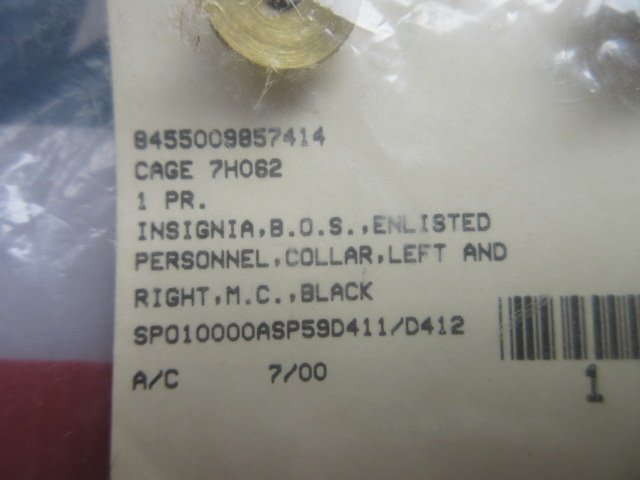 8455009857414
CAGE 7H062
1 PR.
INSIGNIA,B.O.S.,ENLISTED
PERSONNEL,COLLAR,LEFT AND
RIGHT,M.C.,BLACK
SP010000ASP59D411/D412
A/C 7/00
1